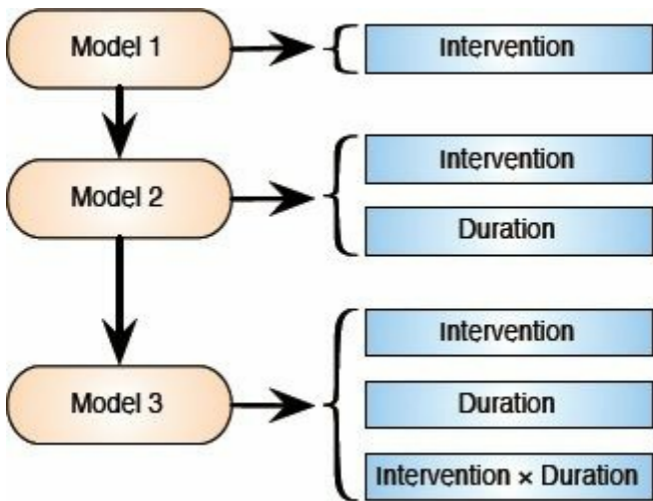 Model 1
Intervention
Model 2
Intervention
Duration
Model 3
Intervention
Duration
Intervention × Duration